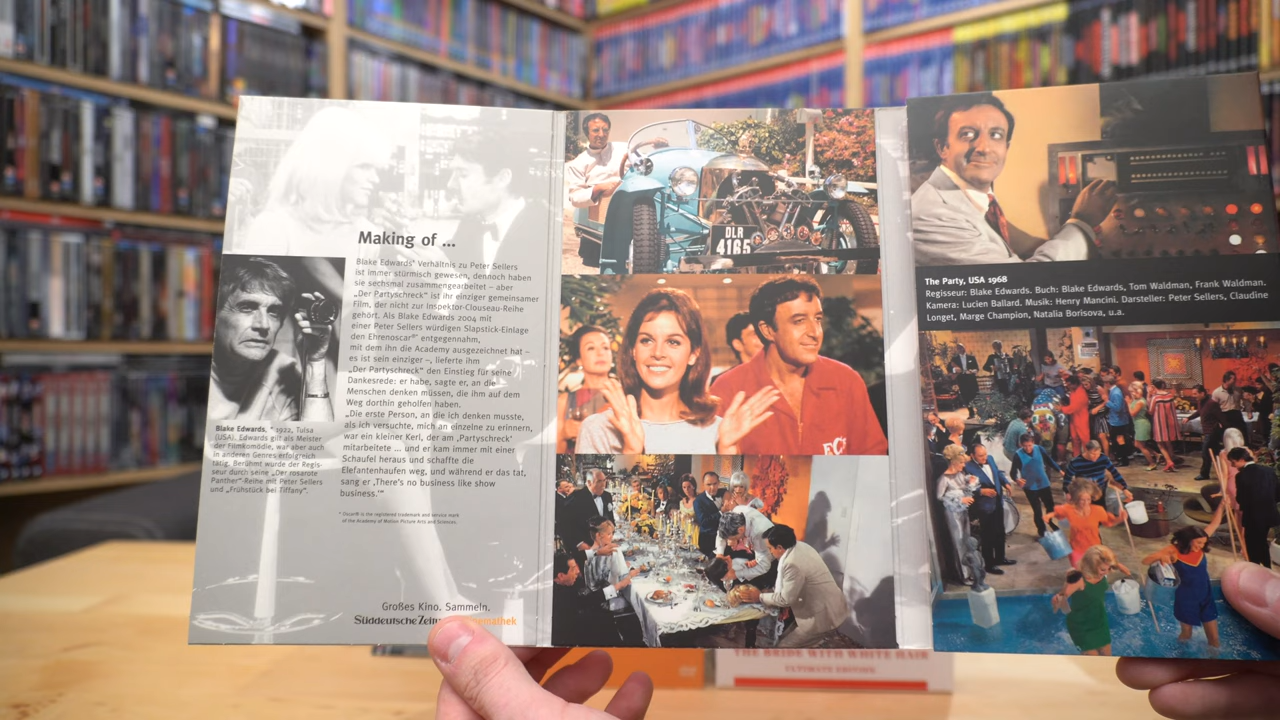 Making of ...
Blake Edwards' Verhältnis zu Peter Sellers
ist immer stürmisch gewesen, dennoch haben
sie sechsmal zusammengearbeitet – aber
„Der Partyschreck" ist ihr einziger gemeinsamer
Film, der nicht zur Inspektor-Clouseau-Reihe
gehört. Als Blake Edwards 2004 mit
einer Peter Sellers würdigen Slapstick-Einlage
den Ehrenoscar® entgegennahm,
mit dem ihn die Academy ausgezeichnet hat –
es ist sein einziger –, lieferte ihm
„Der Partyschreck" den Einstieg für seine
Dankesrede: er habe, sagte er, an die
Menschen denken müssen, die ihm auf dem
Weg dorthin geholfen haben.
„Die erste Person, an die ich denken musste,
als ich versuchte, mich an einzelne zu erinnern,
war ein kleiner Kerl, der am ‚Partyschreck'
mitarbeitete ... und er kam immer mit einer
Schaufel heraus und schaffte die
Elefantenhaufen weg, und während er das tat,
sang er ‚There's no business like show
business.'"
* Oscar® is the registered trademark and service mark
of the Academy of Motion Picture Arts and Sciences.
Blake Edwards, * 1922, Tulsa
(USA). Edwards gilt als Meister
der Filmkomödie, war aber auch
in anderen Genres erfolgreich
tätig. Berühmt wurde der Regis-
seur durch seine „Der rosarote
Panther"-Reihe mit Peter Sellers
und „Frühstück bei Tiffany".
Großes Kino. Sammeln.
Süddeutsche Zeitu
emathek
DLR
4165
The Party, USA 1968
Regisseur: Blake Edwards. Buch: Blake Edwards, Tom Waldman, Frank Waldman.
Kamera: Lucien Ballard. Musik: Henry Mancini. Darsteller: Peter Sellers, Claudine
Longet, Marge Champion, Natalia Borisova, u.a.
THE BRIDE WITH WHITE HAIR
ULTIMATE EDITION